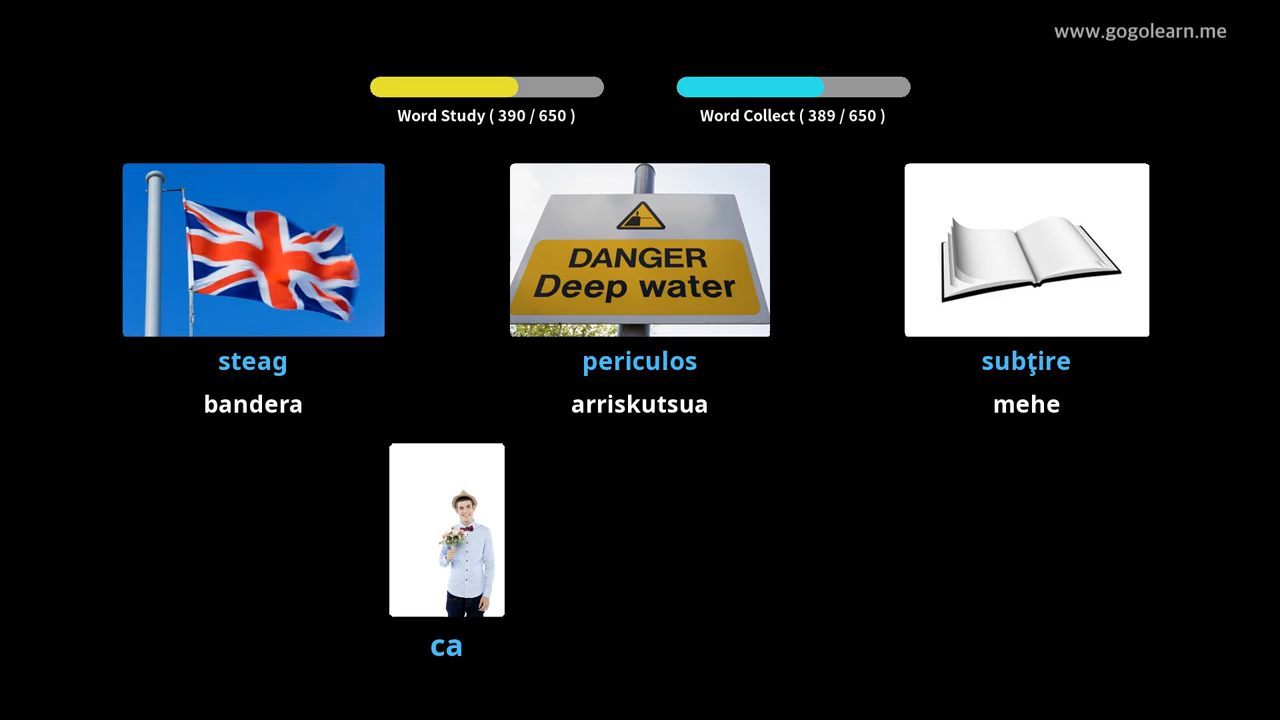 www.gogolearn.me
Word Study ( 390 / 650 )
Word Collect ( 389 / 650 )
DANGER
Deep water
steag
periculos
subţire
bandera
arriskutsua
mehe
ca